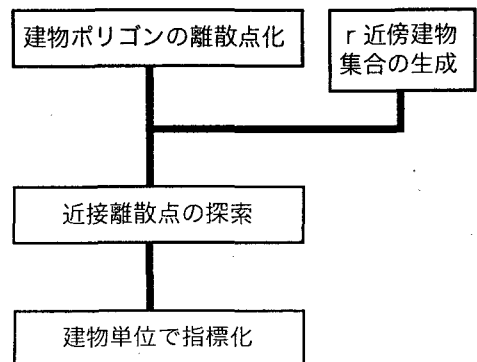 建物ポリゴンの離散点化
r近傍建物
集合の生成
近接離散点の探索
建物単位で指標化